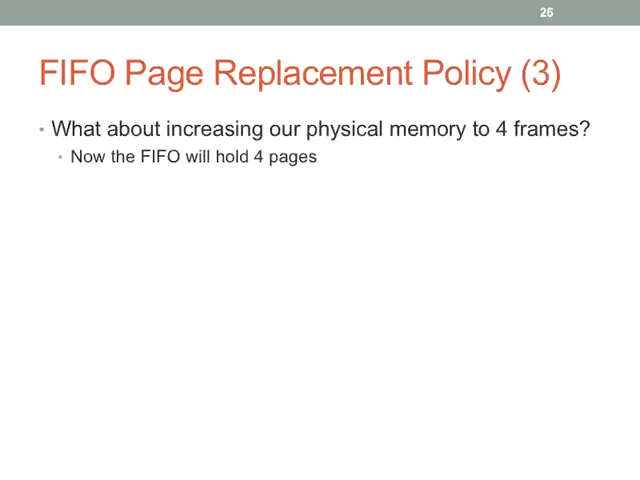 26
FIFO Page Replacement Policy (3)
• What about increasing our physical memory to 4 frames?
• Now the FIFO will hold 4 pages